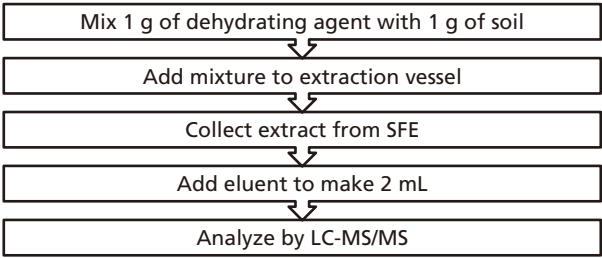 Mix 1 g of dehydrating agent with 1 g of soil
Add mixture to extraction vessel
Collect extract from SFE
Add eluent to make 2 mL
Analyze by LC-MS/MS